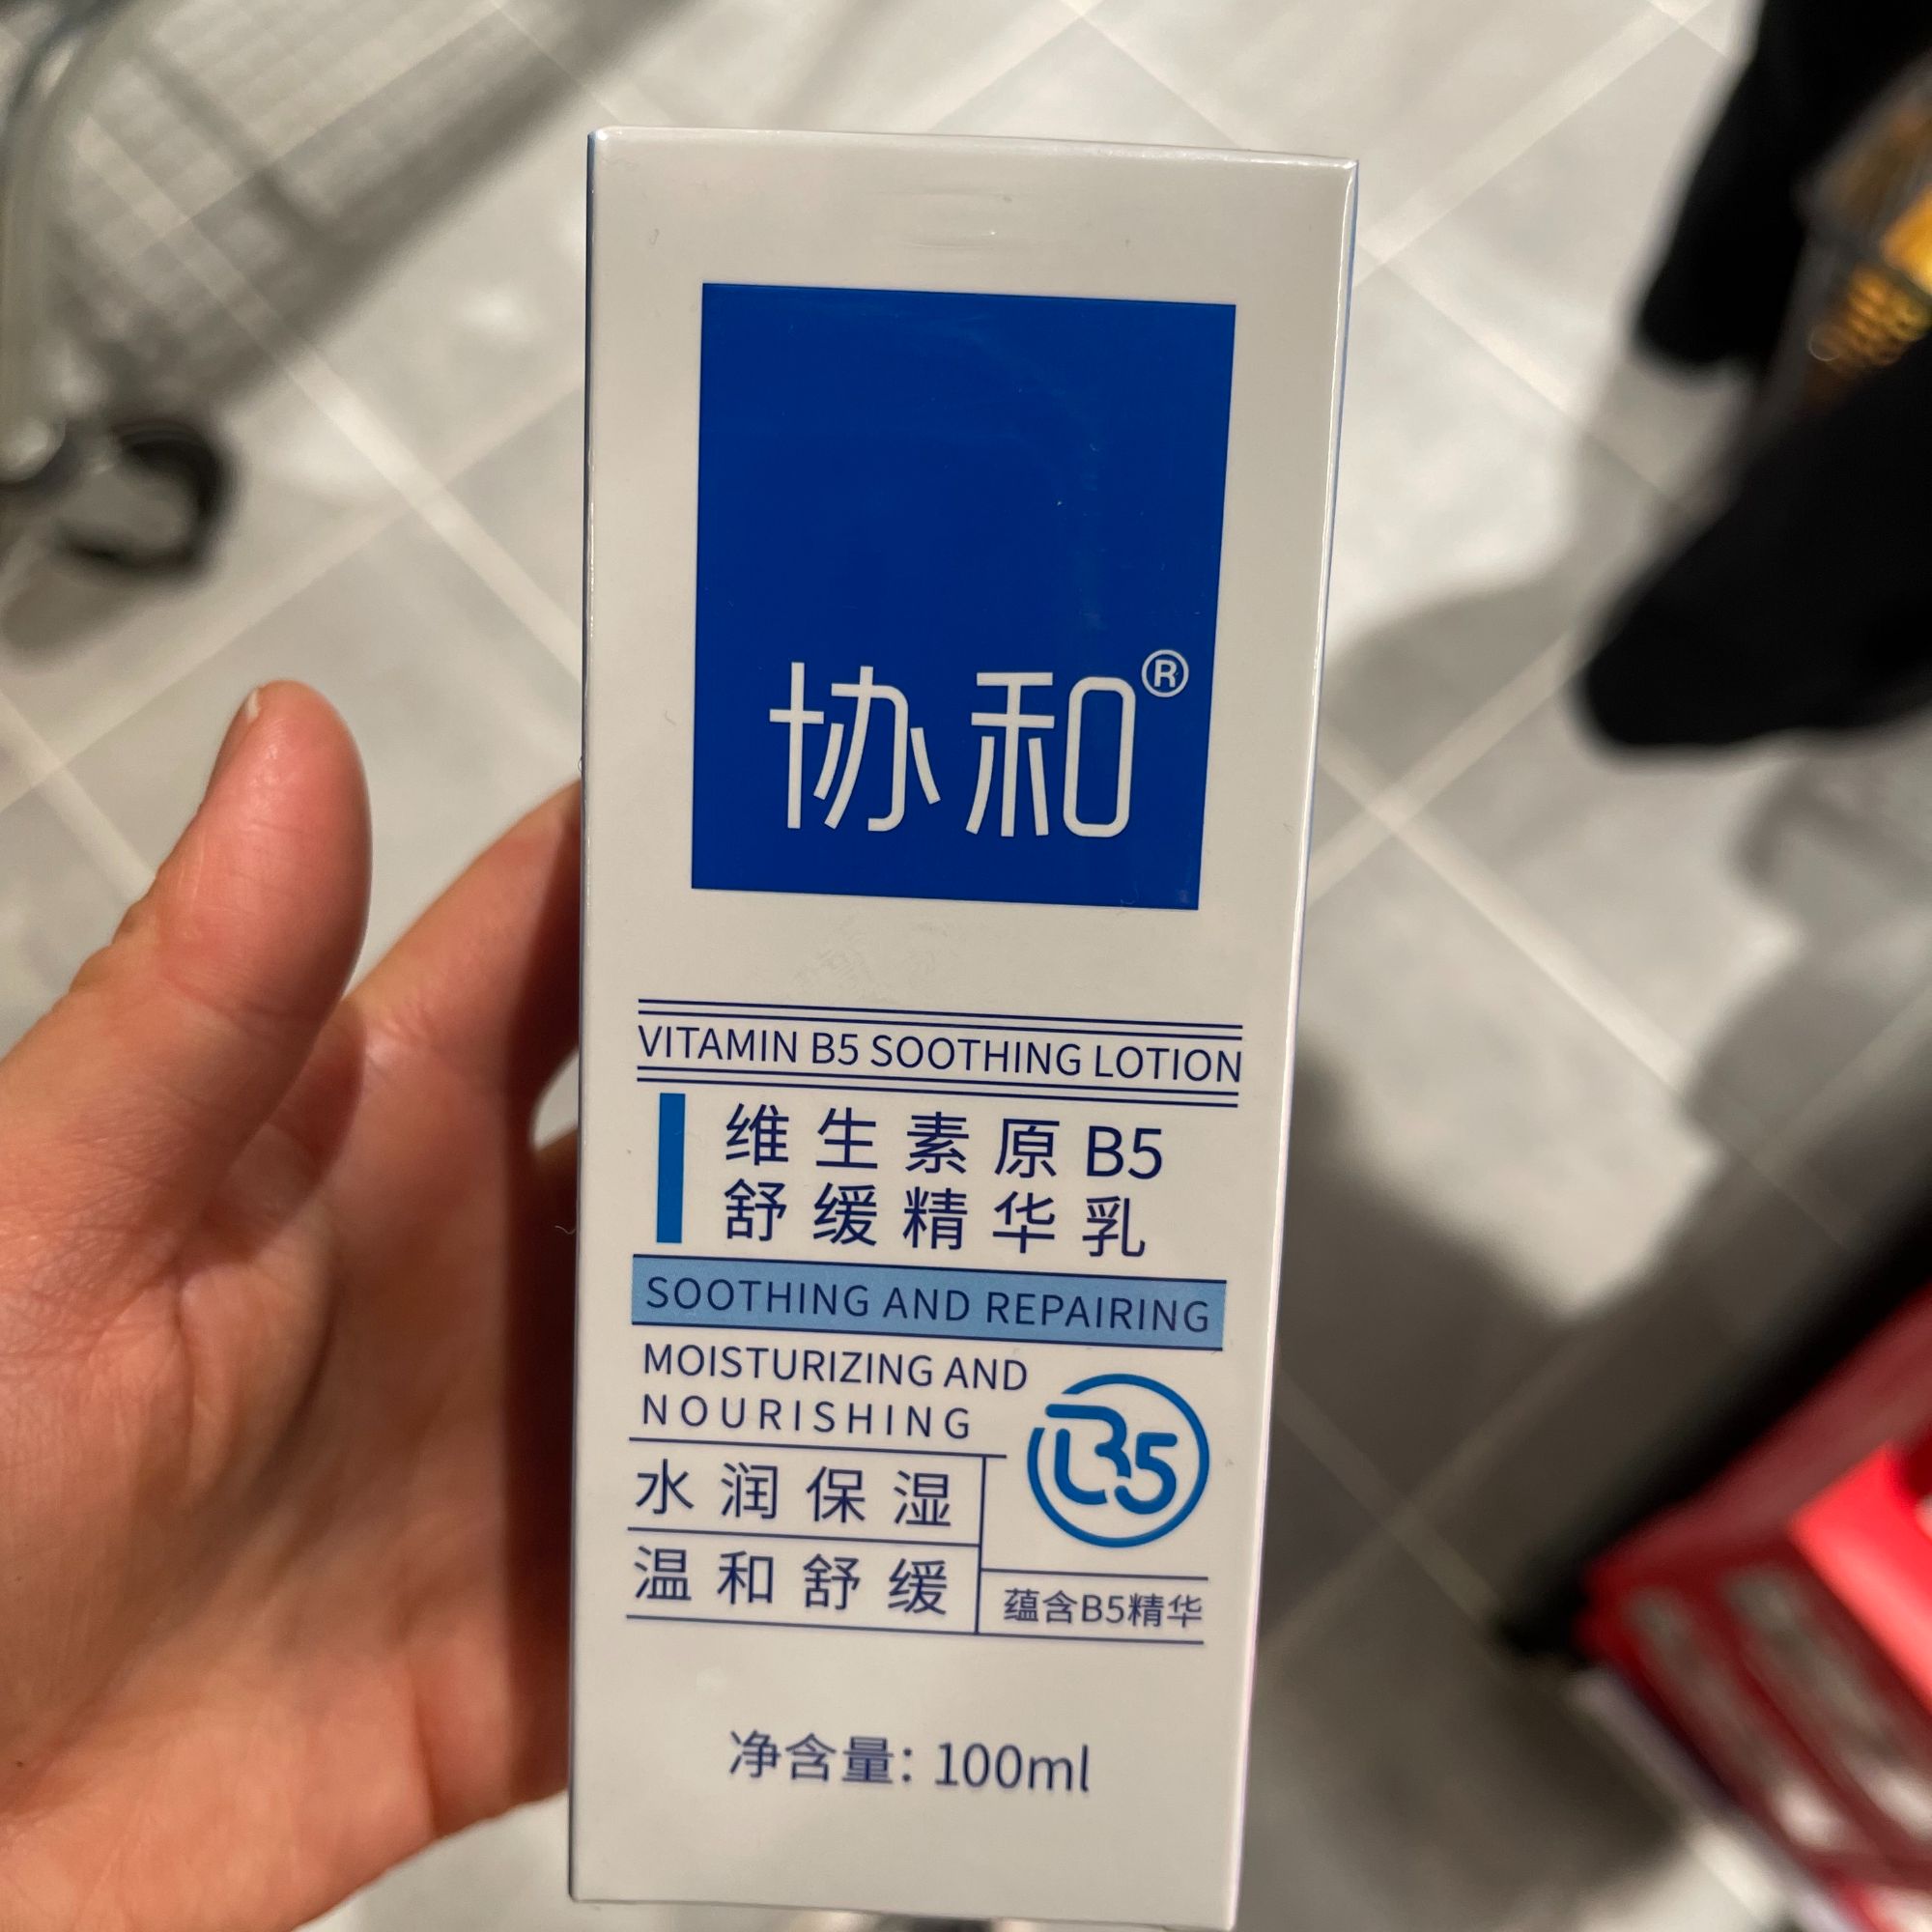 协和®
VITAMIN B5 SOOTHING LOTION
维生素原B5
舒缓精华乳
SOOTHING AND REPAIRING
MOISTURIZING AND
NOURISHING
B5
水润保湿
温和舒缓
蕴含B5精华
净含量: 100ml